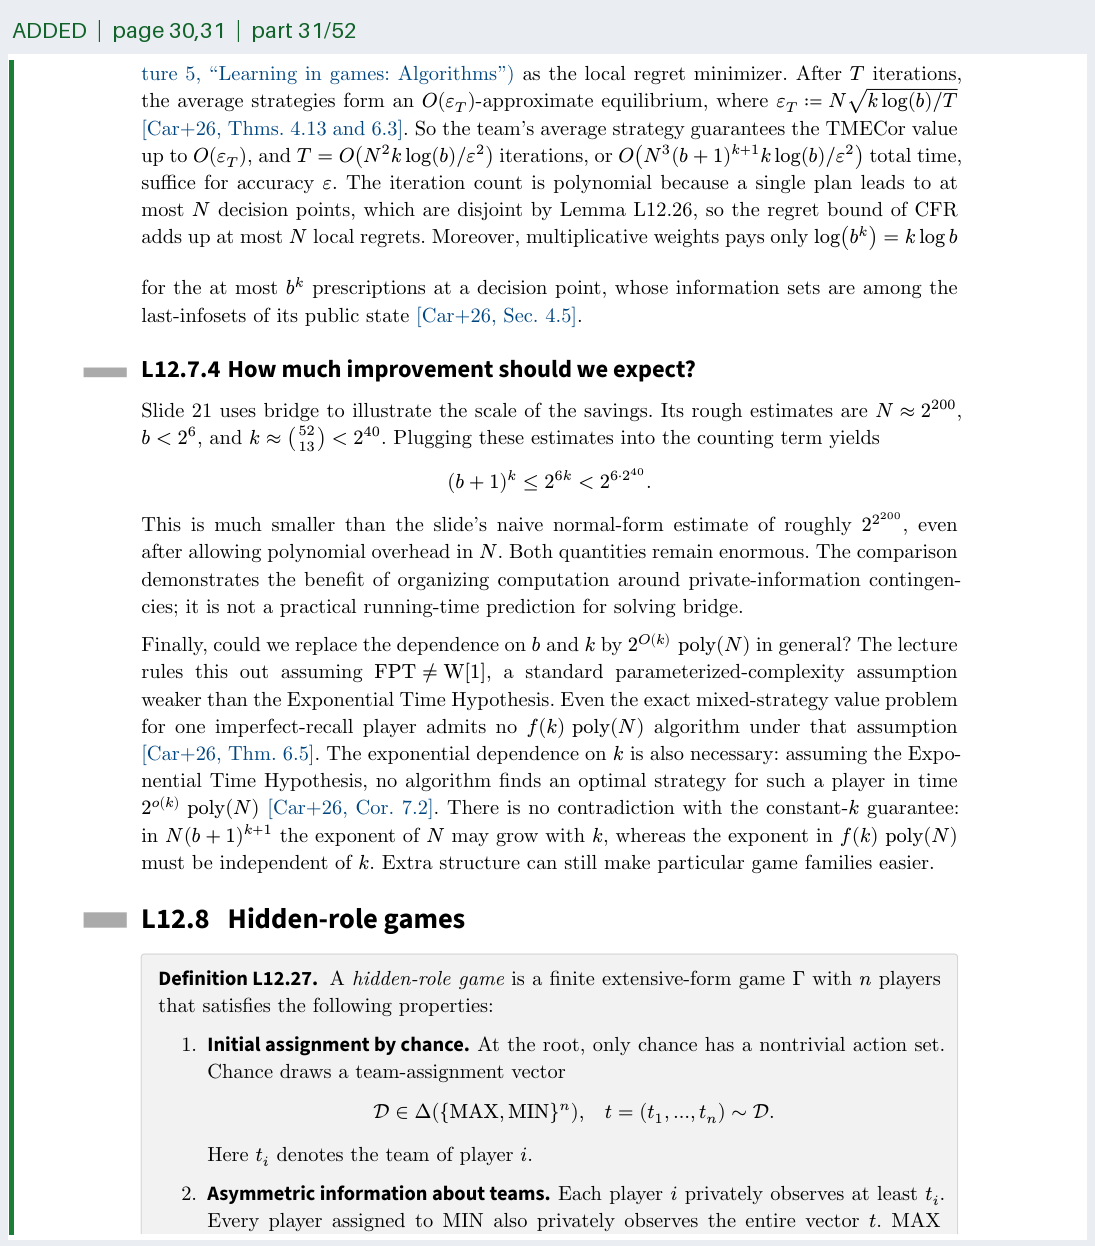 ADDED | page 30,31 | part 31/52
ture 5, “Learning in games: Algorithms”) as the local regret minimizer. After T iterations,
the average strategies form an O(ε_T)-approximate equilibrium, where ε_T := N√(k log(b)/T)
[Car+26, Thms. 4.13 and 6.3]. So the team’s average strategy guarantees the TMECor value
up to O(ε_T), and T = O(N²k log(b)/ε²) iterations, or O(N³(b + 1)^{k+1}k log(b)/ε²) total time,
suffice for accuracy ε. The iteration count is polynomial because a single plan leads to at
most N decision points, which are disjoint by Lemma L12.26, so the regret bound of CFR
adds up at most N local regrets. Moreover, multiplicative weights pays only log(b^k) = k log b
for the at most b^k prescriptions at a decision point, whose information sets are among the
last-infosets of its public state [Car+26, Sec. 4.5].
L12.7.4 How much improvement should we expect?
Slide 21 uses bridge to illustrate the scale of the savings. Its rough estimates are N ≈ 2^{200},
b < 2^6, and k ≈ (52 13) < 2^{40}. Plugging these estimates into the counting term yields
(b + 1)^k ≤ 2^{6k} < 2^{6·2^{40}}.
This is much smaller than the slide’s naive normal-form estimate of roughly 2^{2^{200}}, even
after allowing polynomial overhead in N. Both quantities remain enormous. The comparison
demonstrates the benefit of organizing computation around private-information contingen-
cies; it is not a practical running-time prediction for solving bridge.
Finally, could we replace the dependence on b and k by 2^{O(k)} poly(N) in general? The lecture
rules this out assuming FPT ≠ W[1], a standard parameterized-complexity assumption
weaker than the Exponential Time Hypothesis. Even the exact mixed-strategy value problem
for one imperfect-recall player admits no f(k) poly(N) algorithm under that assumption
[Car+26, Thm. 6.5]. The exponential dependence on k is also necessary: assuming the Expo-
nential Time Hypothesis, no algorithm finds an optimal strategy for such a player in time
2^{o(k)} poly(N) [Car+26, Cor. 7.2]. There is no contradiction with the constant-k guarantee:
in N(b + 1)^{k+1} the exponent of N may grow with k, whereas the exponent in f(k) poly(N)
must be independent of k. Extra structure can still make particular game families easier.
L12.8 Hidden-role games
Definition L12.27. A hidden-role game is a finite extensive-form game Γ with n players
that satisfies the following properties:
1. Initial assignment by chance. At the root, only chance has a nontrivial action set.
Chance draws a team-assignment vector
𝒟 ∈ Δ({MAX, MIN}^n), t = (t_1, ..., t_n) ∼ 𝒟.
Here t_i denotes the team of player i.
2. Asymmetric information about teams. Each player i privately observes at least t_i.
Every player assigned to MIN also privately observes the entire vector t. MAX